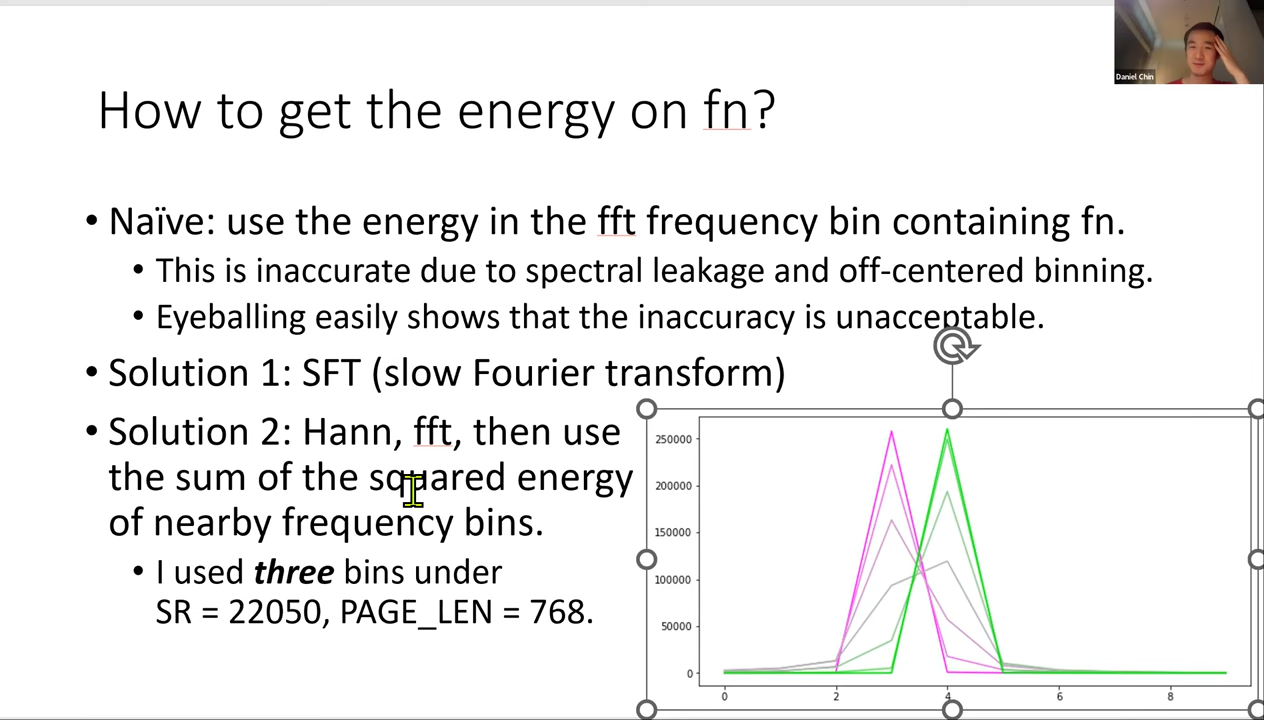 Daniel Chin
How to get the energy on fn?
• Naïve: use the energy in the fft frequency bin containing fn.
• This is inaccurate due to spectral leakage and off-centered binning.
• Eyeballing easily shows that the inaccuracy is unacceptable.
• Solution 1: SFT (slow Fourier transform)
• Solution 2: Hann, fft, then use
the sum of the squared energy
of nearby frequency bins.
• I used three bins under
SR = 22050, PAGE_LEN = 768.
250000
200000
150000
100000
50000
0
0 2 4 6 8